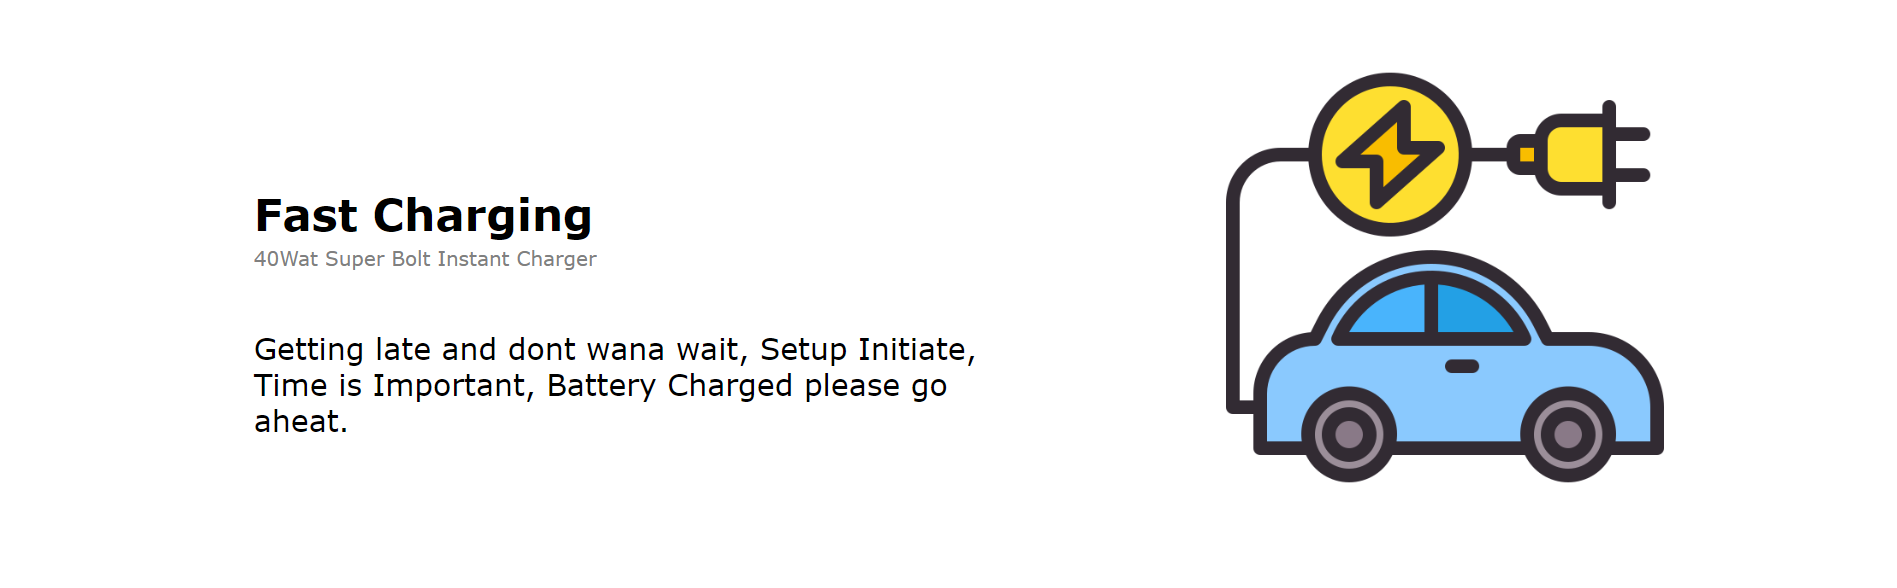 Fast Charging
40Wat Super Bolt Instant Charger
Getting late and dont wana wait, Setup Initiate,
Time is Important, Battery Charged please go
aheat.